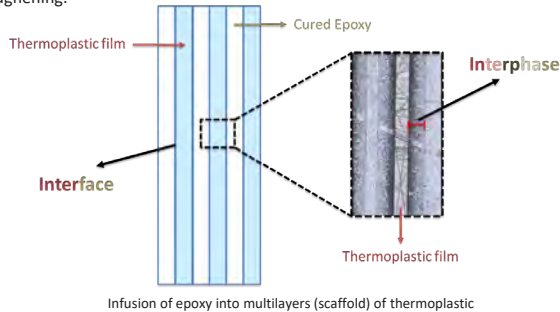 Cured Epoxy
Thermoplastic film
Interphase
Interface
Thermoplastic film
Infusion of epoxy into multilayers (scaffold) of thermoplastic